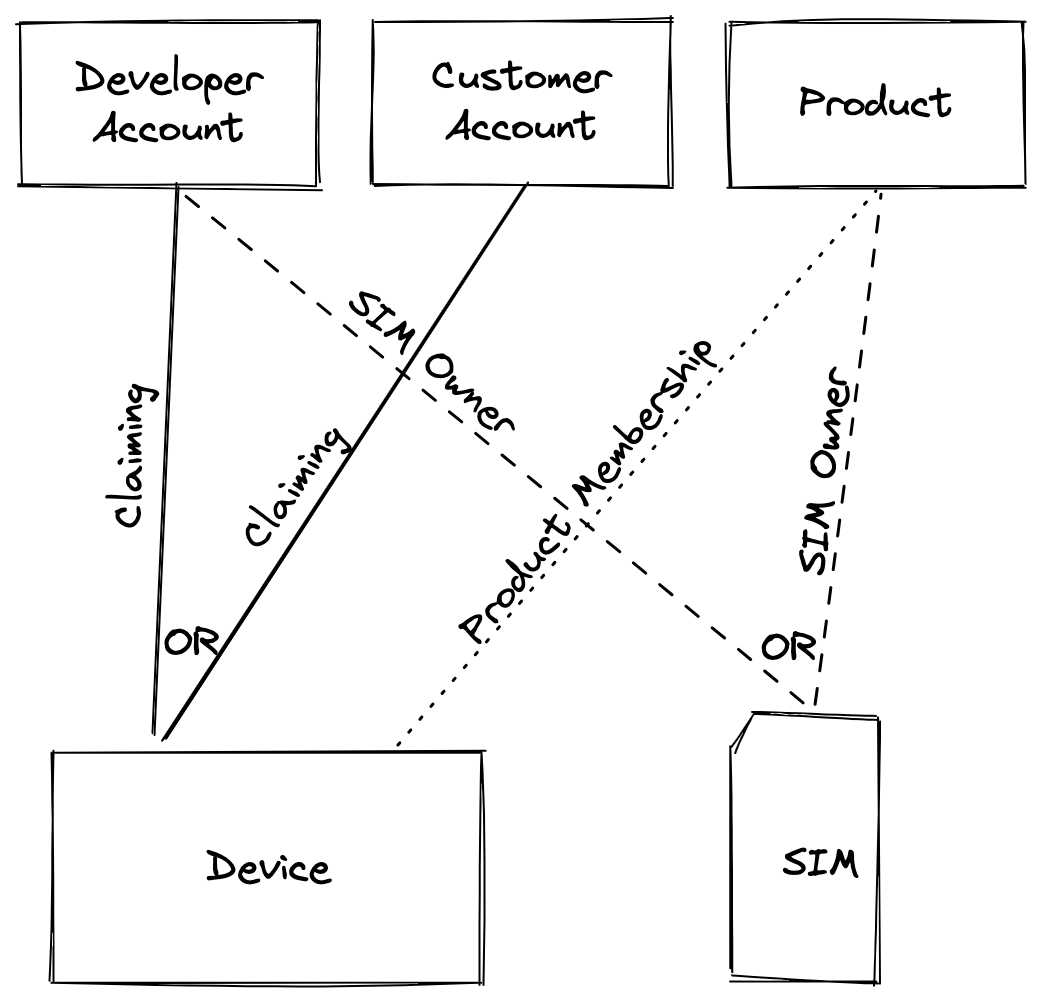 Developer
Account
Customer
Account
Product
SIM Owner
Product Membership
SIM Owner
Claiming
Claiming
OR
OR
Device
SIM